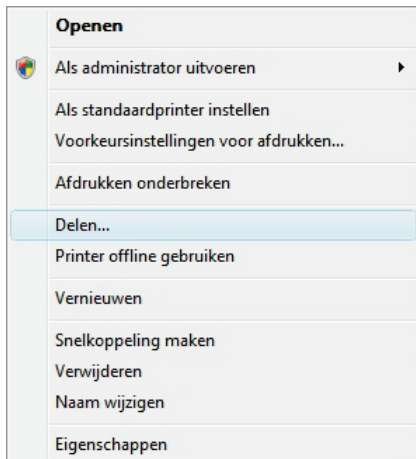 Openen
Als administrator uitvoeren
Als standaardprinter instellen
Voorkeursinstellingen voor afdrukken...
Afdrukken onderbreken
Delen...
Printer offline gebruiken
Vernieuwen
Snelkoppeling maken
Verwijderen
Naam wijzigen
Eigenschappen